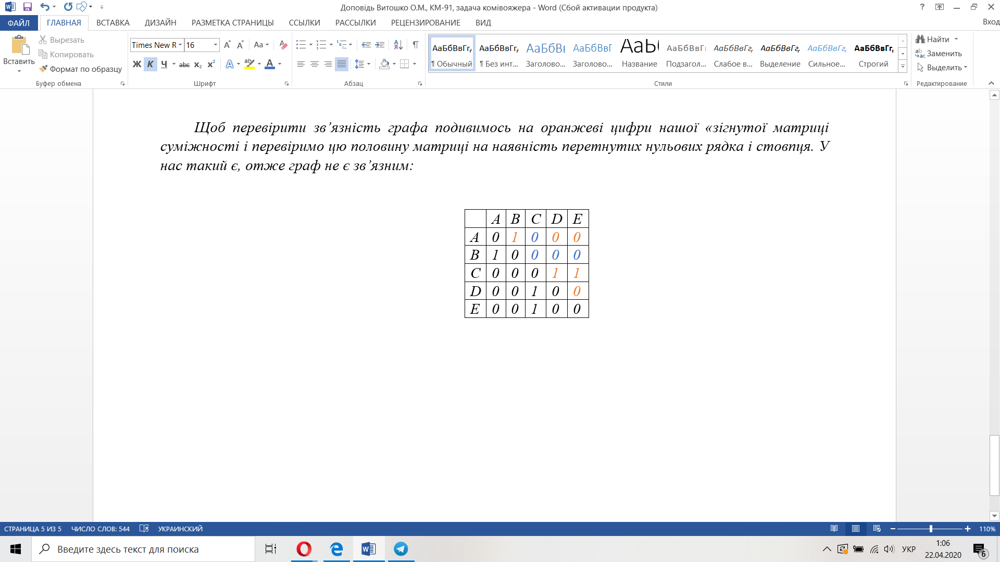 Доповідь Витошко О.М., КМ-91, задача комівояжера - Word (Сбой активации продукта)
ФАЙЛ ГЛАВНАЯ ВСТАВКА ДИЗАЙН РАЗМЕТКА СТРАНИЦЫ ССЫЛКИ РАССЫЛКИ РЕЦЕНЗИРОВАНИЕ ВИД Вход
Вставить
Вырезать
Копировать
Формат по образцу
Буфер обмена
Times New R 16
Ж К Ч abc x₂ x²
Шрифт
Абзац
АаБбВвГг, АаБбВвГг, АаБбВв АаБбВвГ АаЬ АаБбВвГ АаБбВвГг, АаБбВвГг, АаБбВвГг, АаБбВвГг,
¶ Обычный ¶ Без инт... Заголово... Заголово... Название Подзагол... Слабое в... Выделение Сильное... Строгий
Стили
Найти
Заменить
Выделить
Редактирование
Щоб перевірити зв’язність графа подивимось на оранжеві цифри нашої «зігнутої матриці
суміжності і перевіримо цю половину матриці на наявність перетнутих нульових рядка і стовпця. У
нас такий є, отже граф не є зв’язним:
A B C D E
A 0 1 0 0 0
B 1 0 0 0 0
C 0 0 0 1 1
D 0 0 1 0 0
E 0 0 1 0 0
СТРАНИЦА 5 ИЗ 5 ЧИСЛО СЛОВ: 544 УКРАИНСКИЙ 110%
Введите здесь текст для поиска
УКР
1:06
22.04.2020
6